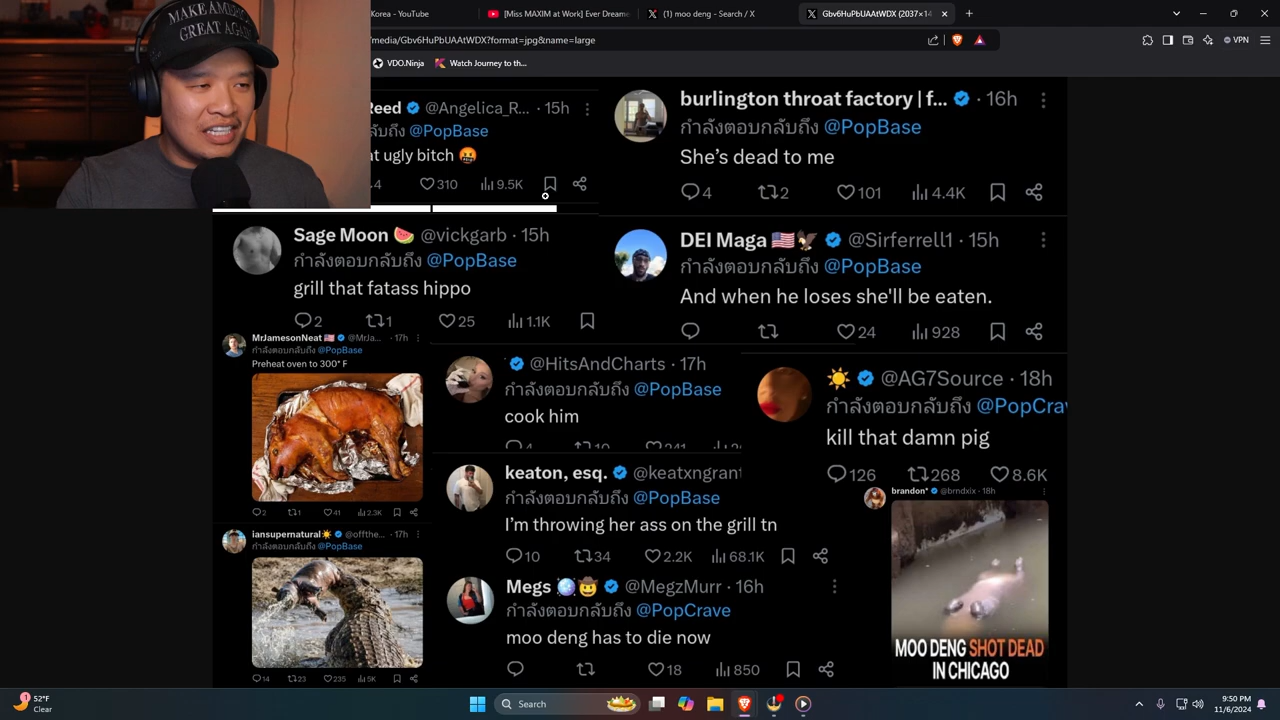 Korea - YouTube
[Miss MAXIM at Work] Ever Dream
(1) moo deng - Search / X
Gbv6HuPbUAAtWDX (2037×14
/media/Gbv6HuPbUAAtWDX?format=jpg&name=large
VPN
VDO.Ninja
Watch Journey to th...
MAKE AMERICA
GREAT AGAIN
Reed @Angelica_R... · 15h
@PopBase
at ugly bitch 🤬
4 310 9.5K
burlington throat factory | f... · 16h
กำลังตอบกลับถึง @PopBase
She's dead to me
4 2 101 4.4K
Sage Moon 🍉 @vickgarb · 15h
กำลังตอบกลับถึง @PopBase
grill that fatass hippo
2 1 25 1.1K
DEI Maga 🇺🇸🦅 @Sirferrell1 · 15h
กำลังตอบกลับถึง @PopBase
And when he loses she'll be eaten.
24 928
MrJamesonNeat 🇺🇸 @MrJa... · 17h
กำลังตอบกลับถึง @PopBase
Preheat oven to 300° F
2 1 41 2.3K
iansupernatural☀️ @offthe... · 17h
กำลังตอบกลับถึง @PopBase
14 23 235 5K
@HitsAndCharts · 17h
กำลังตอบกลับถึง @PopBase
cook him
4 10 241
keaton, esq. @keatxngrant
กำลังตอบกลับถึง @PopBase
I'm throwing her ass on the grill tn
10 34 2.2K 68.1K
Megs 🔮🤠 @MegzMurr · 16h
กำลังตอบกลับถึง @PopCrave
moo deng has to die now
18 850
☀️ @AG7Source · 18h
กำลังตอบกลับถึง @PopCra
kill that damn pig
126 268 8.6K
brandon* @brndxix · 18h
MOO DENG SHOT DEAD
IN CHICAGO
52°F
Clear
Search
9:50 PM
11/6/2024